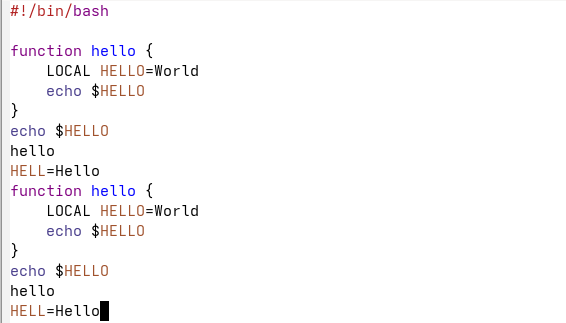 #!/bin/bash

function hello {
    LOCAL HELLO=World
    echo $HELLO
}
echo $HELLO
hello
HELL=Hello
function hello {
    LOCAL HELLO=World
    echo $HELLO
}
echo $HELLO
hello
HELL=Hello